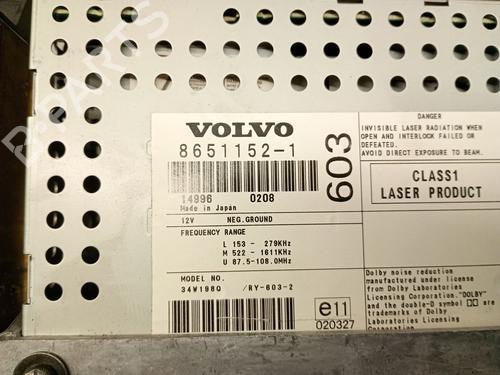 VOLVO
8651152-1
14996 0208
Made in Japan
603
12V NEG.GROUND
FREQUENCY RANGE
L 153 - 279KHz
M 522 - 1611KHz
U 87.5-108.0MHz
MODEL NO.
34W198Q /RY-603-2
e11
020327
DANGER
INVISIBLE LASER RADIATION WHEN
OPEN AND INTERLOCK FAILED OR
DEFEATED.
AVOID DIRECT EXPOSURE TO BEAM.
CLASS1
LASER PRODUCT
Dolby noise reduction
manufactured under license
from Dolby Laboratories
Licensing Corporation. "DOLBY"
and the double-D symbol
are trademarks of Dolby
Laboratories Licensing
Corporation.
B-PARTS